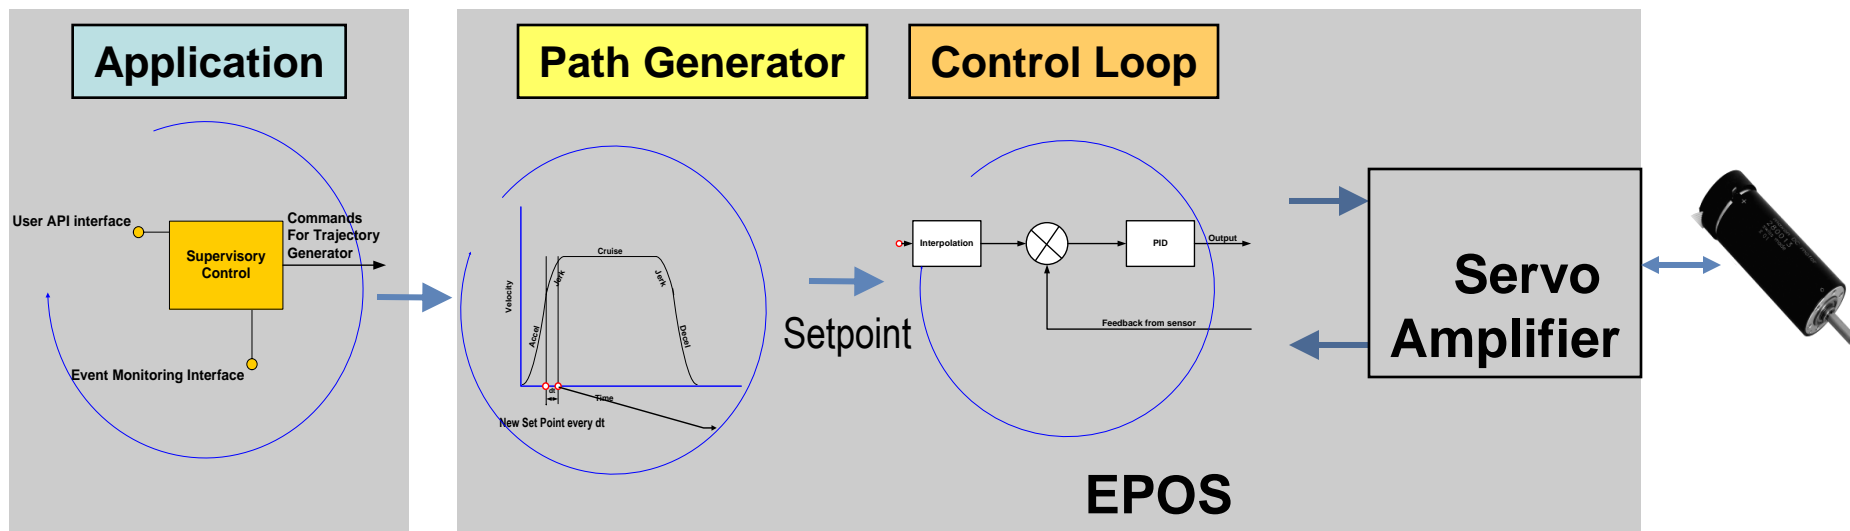 Application
Path Generator
Control Loop
User API interface
Commands
For Trajectory
Generator
Supervisory
Control
Event Monitoring Interface
Velocity
Accel
Jerk
Cruise
Jerk
Decel
dt
Time
New Set Point every dt
Setpoint
Interpolation
PID
Output
Feedback from sensor
Servo
Amplifier
EPOS